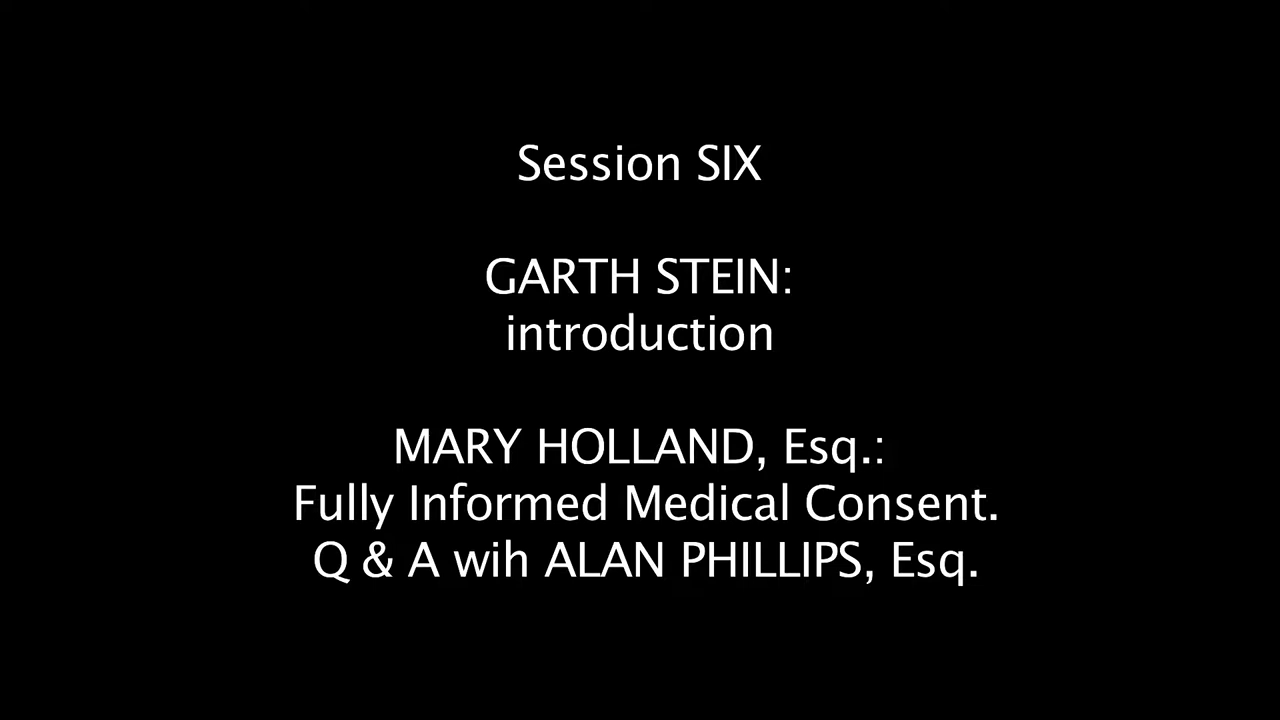 Session SIX
GARTH STEIN:
introduction
MARY HOLLAND, Esq.:
Fully Informed Medical Consent.
Q & A wih ALAN PHILLIPS, Esq.